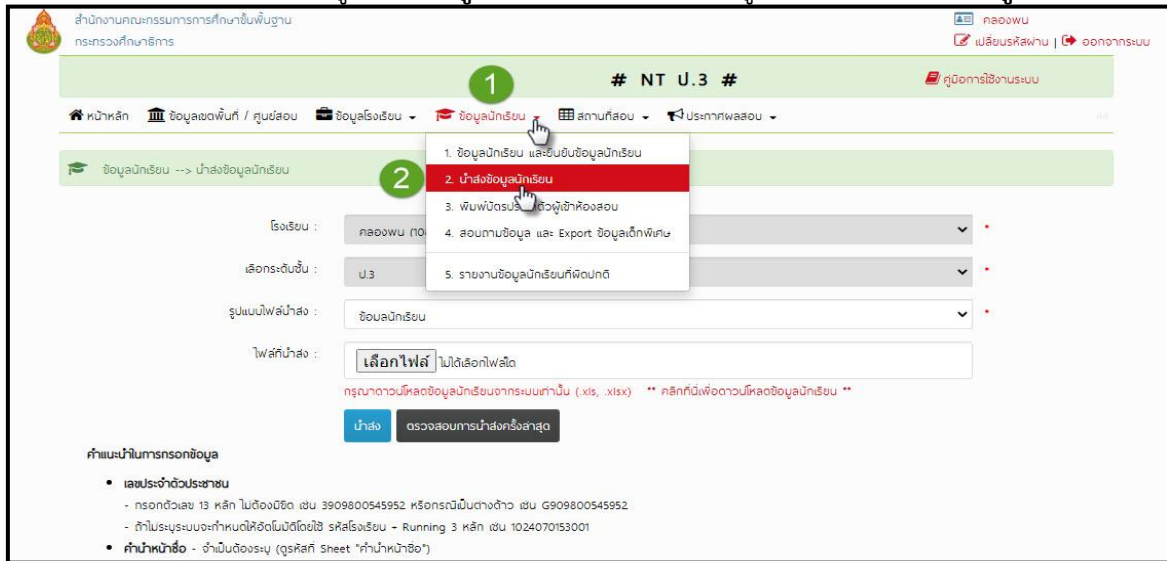 สำนักงานคณะกรรมการการศึกษาขั้นพื้นฐาน
กระทรวงศึกษาธิการ
คลองพน
เปลี่ยนรหัสผ่าน | ออกจากระบบ
# NT ป.3 #
คู่มือการใช้งานระบบ
1
หน้าหลัก ข้อมูลเขตพื้นที่ / ศูนย์สอบ ข้อมูลโรงเรียน ข้อมูลนักเรียน สถานที่สอบ ประกาศผลสอบ
1. ข้อมูลนักเรียน และยืนยันข้อมูลนักเรียน
ข้อมูลนักเรียน --> นำส่งข้อมูลนักเรียน
2
2. นำส่งข้อมูลนักเรียน
3. พิมพ์บัตรประจำตัวผู้เข้าห้องสอบ
4. สอบถามข้อมูล และ Export ข้อมูลเด็กพิเศษ
5. รายงานข้อมูลนักเรียนที่ผิดปกติ
โรงเรียน : คลองพน (10 *
เลือกระดับชั้น : ป.3 *
รูปแบบไฟล์นำส่ง : ข้อมูลนักเรียน *
ไฟล์ที่นำส่ง : เลือกไฟล์ ไม่ได้เลือกไฟล์ใด
กรุณาดาวน์โหลดข้อมูลนักเรียนจากระบบเท่านั้น (.xls, .xlsx) ** คลิกที่นี่เพื่อดาวน์โหลดข้อมูลนักเรียน **
นำส่ง ตรวจสอบการนำส่งครั้งล่าสุด
คำแนะนำในการกรอกข้อมูล
• เลขประจำตัวประชาชน
- กรอกตัวเลข 13 หลัก ไม่ต้องมีขีด เช่น 3909800545952 หรือกรณีเป็นต่างด้าว เช่น G909800545952
- ถ้าไม่ระบุระบบจะกำหนดให้อัตโนมัติโดยใช้ รหัสโรงเรียน + Running 3 หลัก เช่น 1024070153001
• คำนำหน้าชื่อ - จำเป็นต้องระบุ (ดูรหัสที่ Sheet "คำนำหน้าชื่อ")